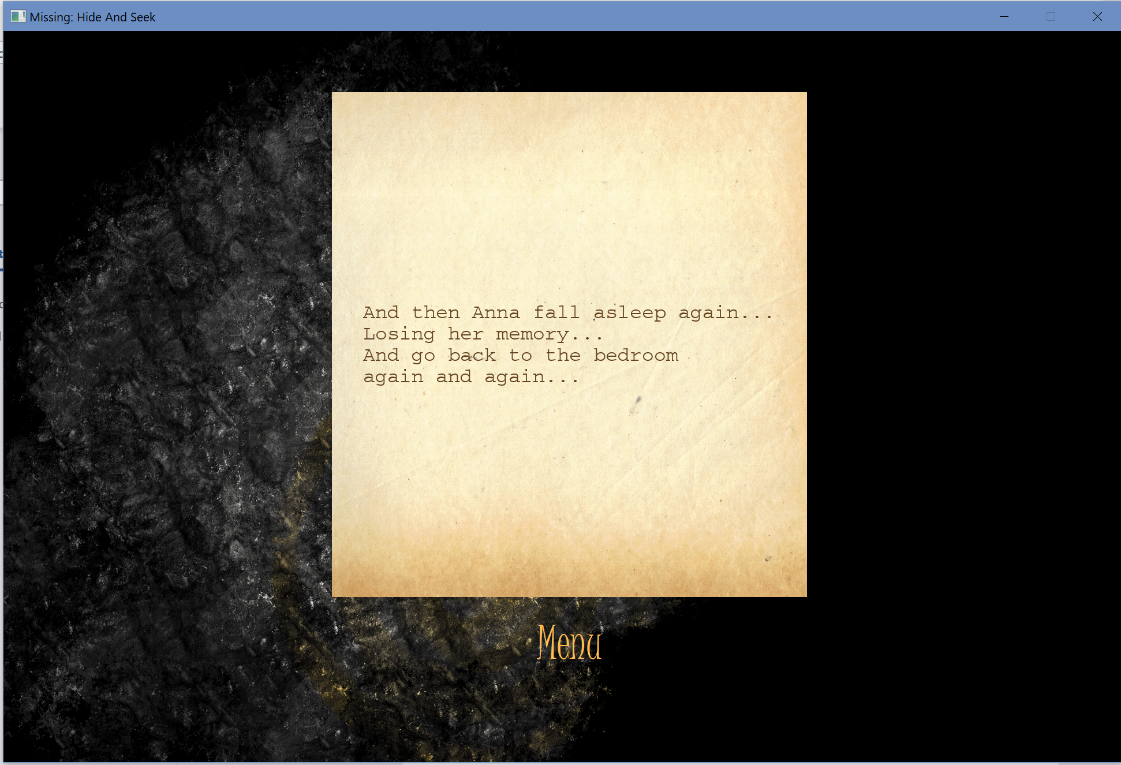 Missing: Hide And Seek
And then Anna fall asleep again...
Losing her memory...
And go back to the bedroom
again and again...
Menu